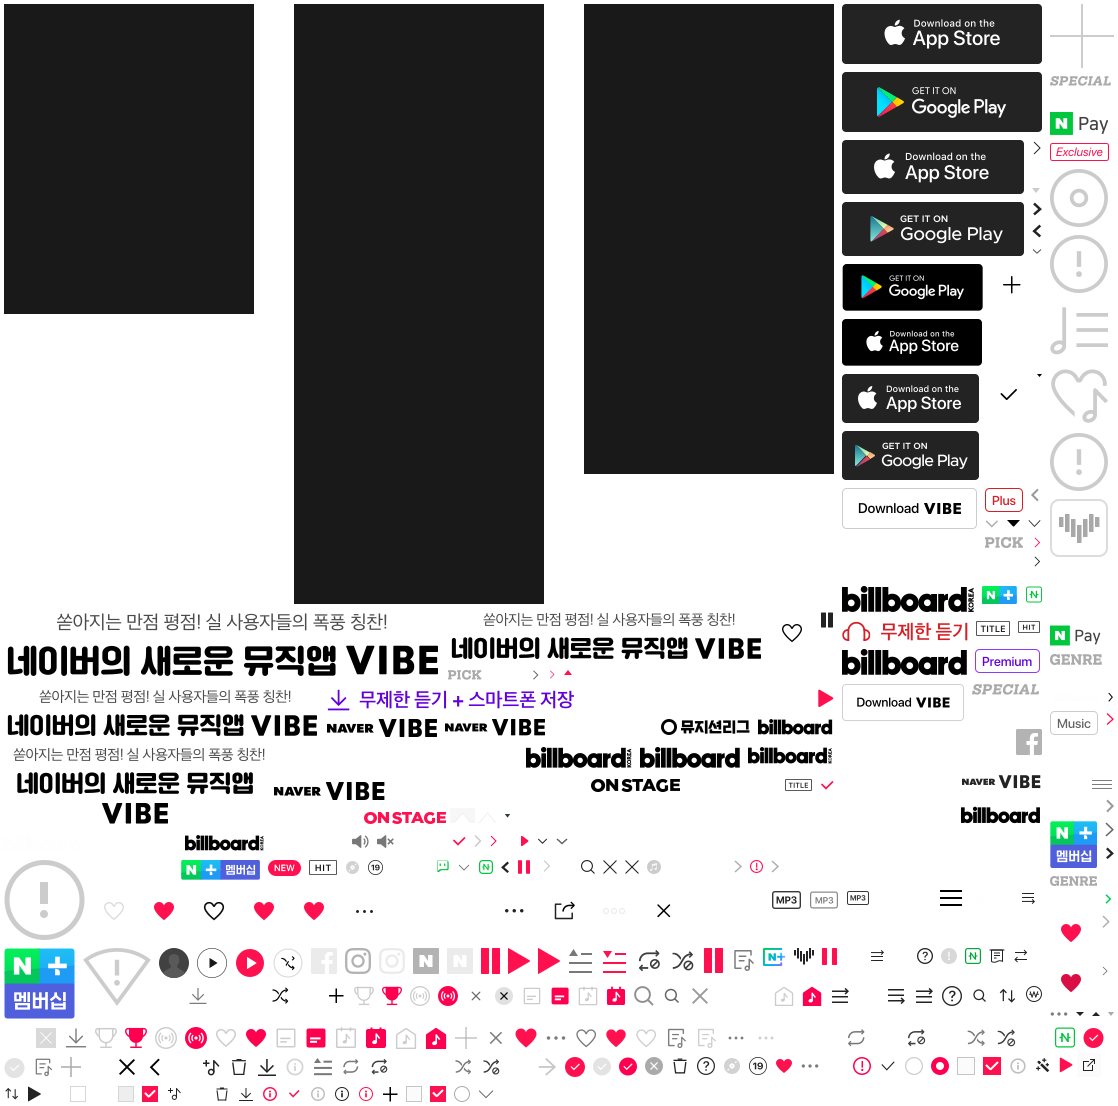 Download on the
App Store
SPECIAL
GET IT ON
Google Play
N Pay
Exclusive
Download on the
App Store
GET IT ON
Google Play
GET IT ON
Google Play
Download on the
App Store
Download on the
App Store
GET IT ON
Google Play
Download VIBE
Plus
PICK
billboard KOREA
N+
N
쏟아지는 만점 평점! 실 사용자들의 폭풍 칭찬!
네이버의 새로운 뮤직앱 VIBE
쏟아지는 만점 평점! 실 사용자들의 폭풍 칭찬!
네이버의 새로운 뮤직앱 VIBE
PICK
무제한 듣기
TITLE
HIT
N Pay
billboard
Premium
GENRE
SPECIAL
쏟아지는 만점 평점! 실 사용자들의 폭풍 칭찬!
네이버의 새로운 뮤직앱 VIBE
무제한 듣기 + 스마트폰 저장
NAVER VIBE
NAVER VIBE
뮤지션리그
billboard
Download VIBE
Music
쏟아지는 만점 평점! 실 사용자들의 폭풍 칭찬!
네이버의 새로운 뮤직앱
VIBE
NAVER VIBE
billboard KOREA
billboard
billboard KOREA
ON STAGE
TITLE
NAVER VIBE
ON STAGE
billboard
billboard KOREA
N+ 멤버십
NEW
HIT
19
N
N+
멤버십
GENRE
MP3
MP3
MP3
N+
멤버십
N
N
N+
N
N
19